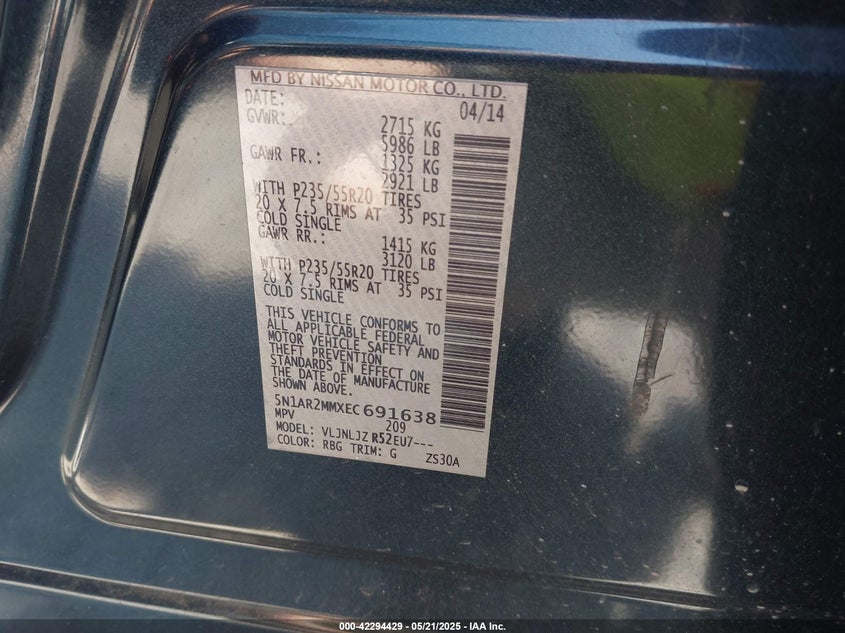 MFD BY NISSAN MOTOR CO., LTD.
DATE: 04/14
GVWR: 2715 KG
5986 LB
GAWR FR.: 1325 KG
2921 LB
WITH P235/55R20 TIRES
20 X 7.5 RIMS AT 35 PSI
COLD SINGLE
GAWR RR.: 1415 KG
3120 LB
WITH P235/55R20 TIRES
20 X 7.5 RIMS AT 35 PSI
COLD SINGLE
THIS VEHICLE CONFORMS TO
ALL APPLICABLE FEDERAL
MOTOR VEHICLE SAFETY AND
THEFT PREVENTION
STANDARDS IN EFFECT ON
THE DATE OF MANUFACTURE
SHOWN ABOVE.
5N1AR2MMXEC691638
MPV 209
MODEL: VLJNLJZ R52EU7---
COLOR: RBG TRIM: G ZS30A
000-42294429 - 05/21/2025 - IAA Inc.